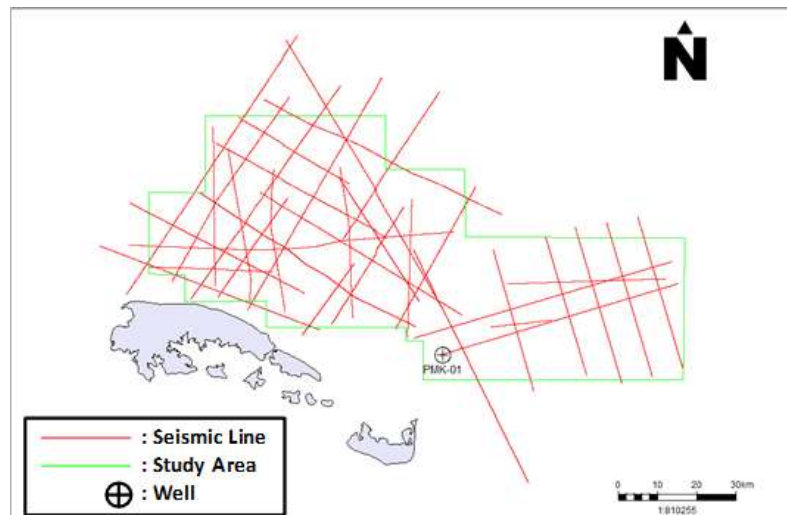 N
PMK-01
: Seismic Line
: Study Area
: Well
0 10 20 30km
1:810255